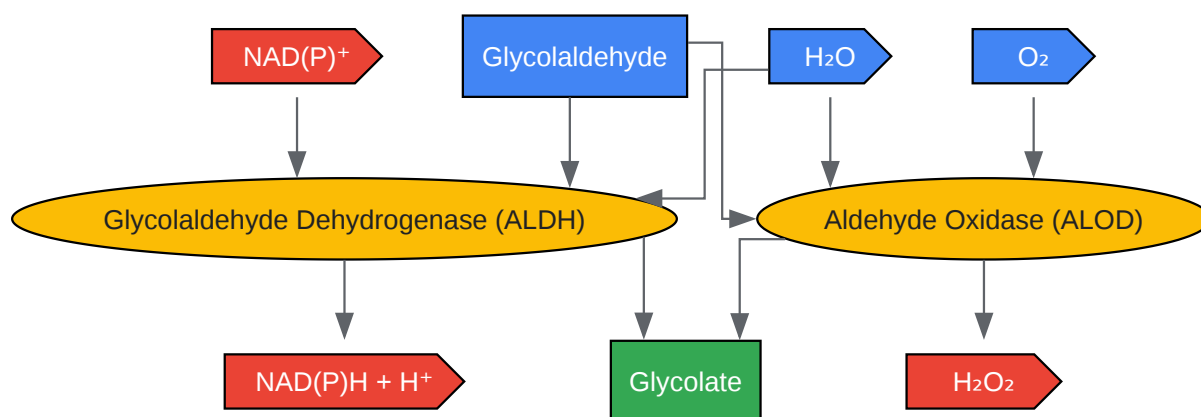 NAD(P)⁺
Glycolaldehyde
H₂O
O₂
Glycolaldehyde Dehydrogenase (ALDH)
Aldehyde Oxidase (ALOD)
NAD(P)H + H⁺
Glycolate
H₂O₂